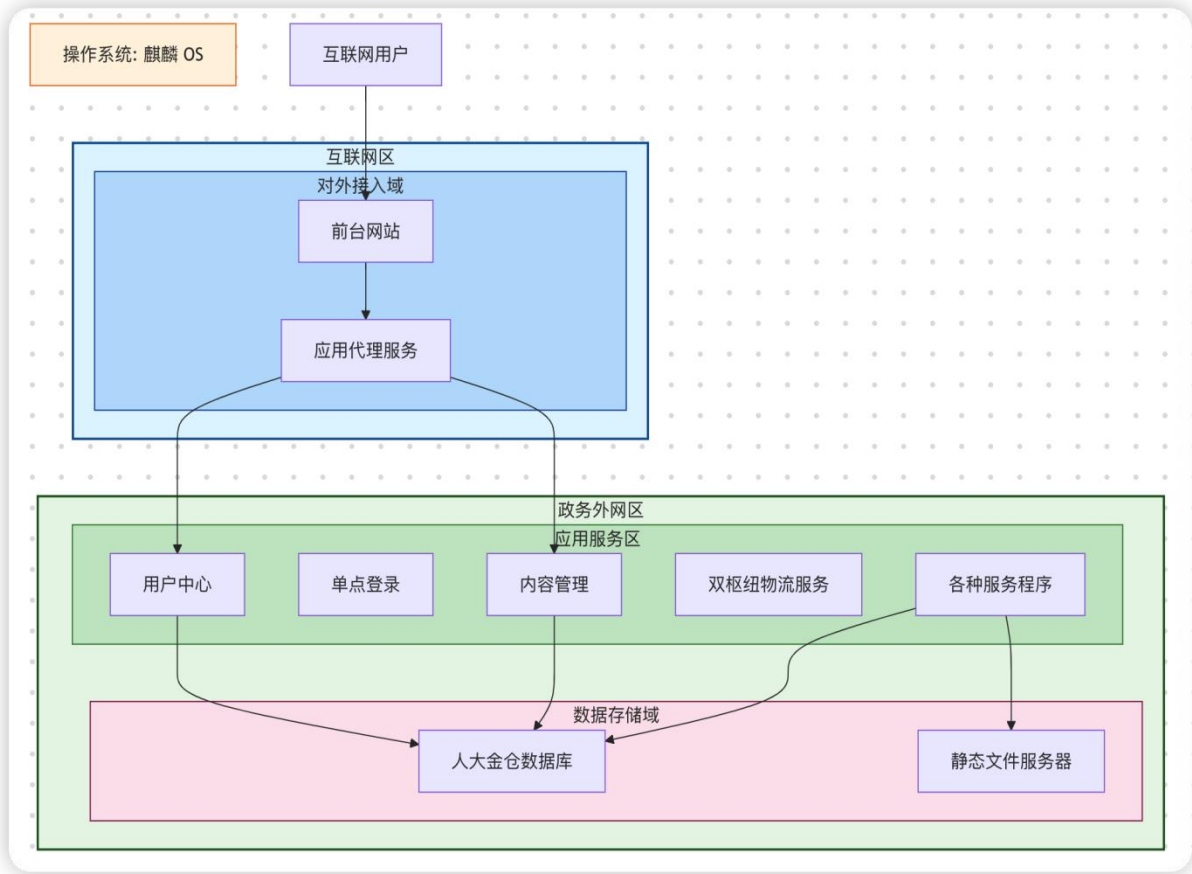 操作系统: 麒麟 OS
互联网用户
互联网区
对外接入域
前台网站
应用代理服务
政务外网区
应用服务区
用户中心
单点登录
内容管理
双枢纽物流服务
各种服务程序
数据存储域
人大金仓数据库
静态文件服务器